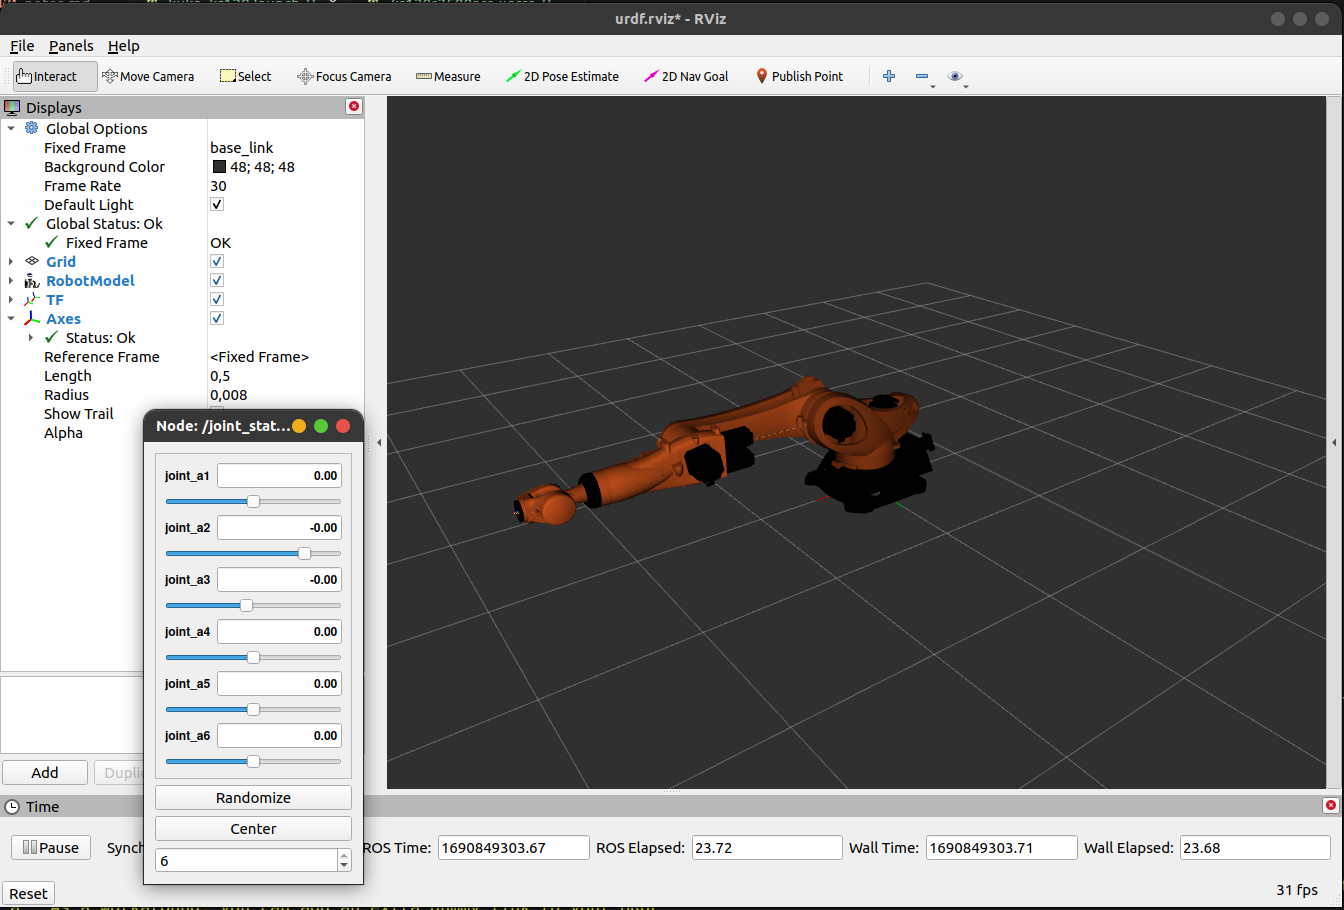 urdf.rviz* - RViz
File Panels Help
Interact Move Camera Select Focus Camera Measure 2D Pose Estimate 2D Nav Goal Publish Point
Displays
Global Options
Fixed Frame base_link
Background Color 48; 48; 48
Frame Rate 30
Default Light
Global Status: Ok
Fixed Frame OK
Grid
RobotModel
TF
Axes
Status: Ok
Reference Frame <Fixed Frame>
Length 0,5
Radius 0,008
Show Trail
Alpha
Node: /joint_stat...
joint_a1 0.00
joint_a2 -0.00
joint_a3 -0.00
joint_a4 0.00
joint_a5 0.00
joint_a6 0.00
Randomize
Center
6
Add Duplic
Time
Pause Synch ROS Time: 1690849303.67 ROS Elapsed: 23.72 Wall Time: 1690849303.71 Wall Elapsed: 23.68
Reset 31 fps